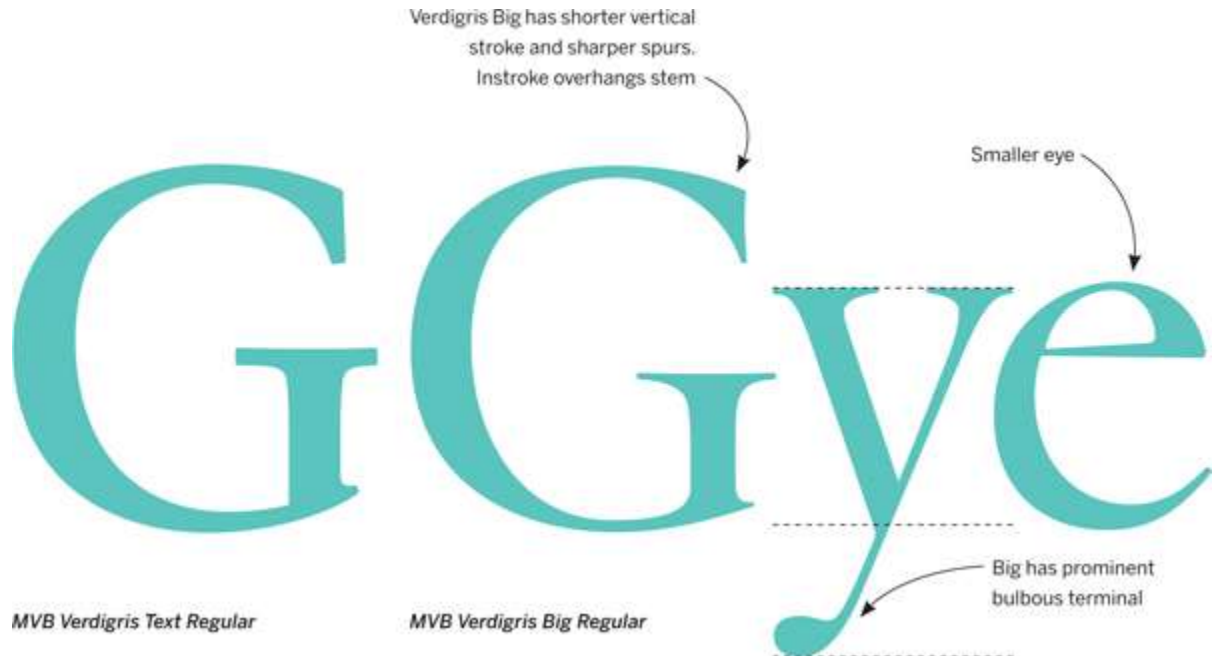 Verdigris Big has shorter vertical
stroke and sharper spurs.
Instroke overhangs stem
Smaller eye
G
G
ye
Big has prominent
bulbous terminal
MVB Verdigris Text Regular
MVB Verdigris Big Regular